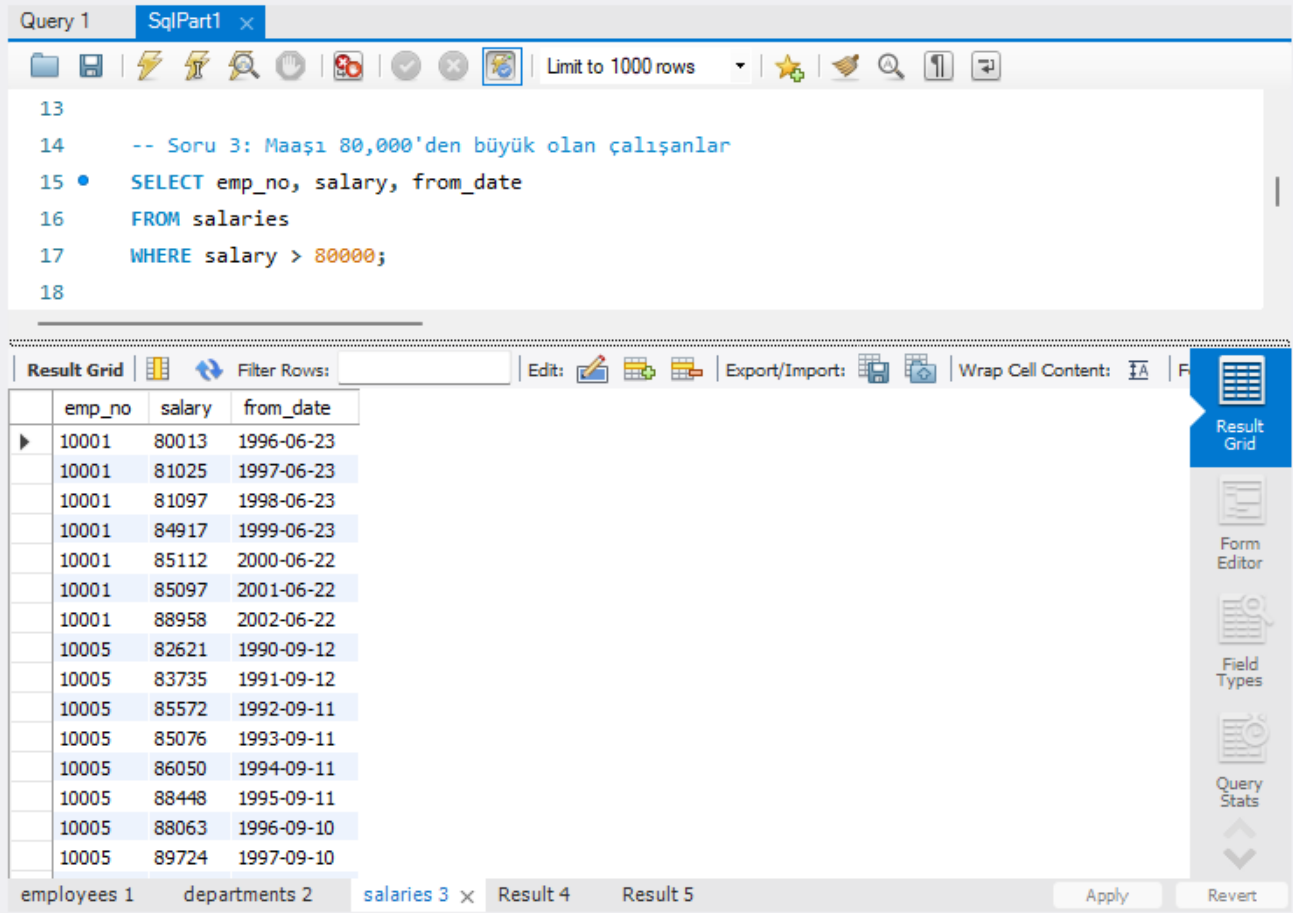 Query 1 SqlPart1
Limit to 1000 rows
13
14 -- Soru 3: Maaşı 80,000'den büyük olan çalışanlar
15 SELECT emp_no, salary, from_date
16 FROM salaries
17 WHERE salary > 80000;
18
Result Grid Filter Rows: Edit: Export/Import: Wrap Cell Content:
emp_no salary from_date
10001 80013 1996-06-23
10001 81025 1997-06-23
10001 81097 1998-06-23
10001 84917 1999-06-23
10001 85112 2000-06-22
10001 85097 2001-06-22
10001 88958 2002-06-22
10005 82621 1990-09-12
10005 83735 1991-09-12
10005 85572 1992-09-11
10005 85076 1993-09-11
10005 86050 1994-09-11
10005 88448 1995-09-11
10005 88063 1996-09-10
10005 89724 1997-09-10
Result
Grid
Form
Editor
Field
Types
Query
Stats
employees 1 departments 2 salaries 3 Result 4 Result 5 Apply Revert